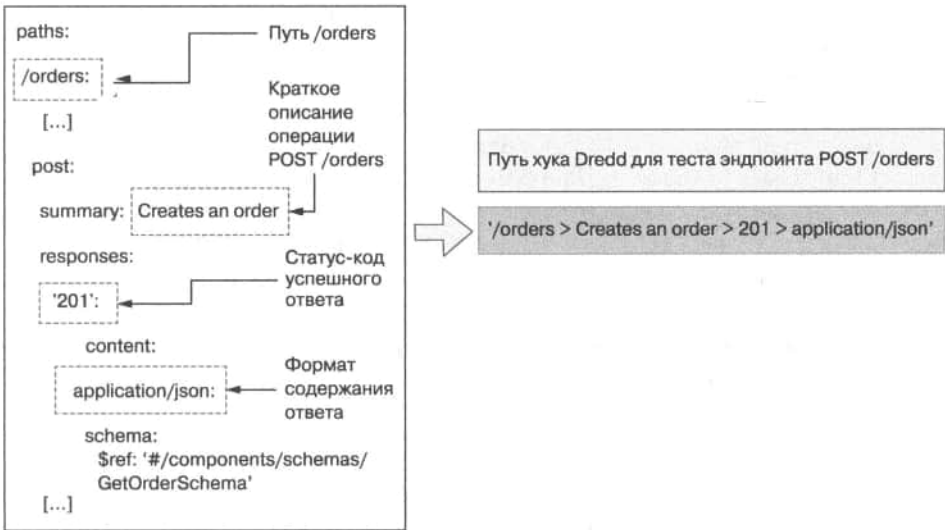 paths:
/orders:
[...]
post:
summary: Creates an order
responses:
'201':
content:
application/json:
schema:
$ref: '#/components/schemas/
GetOrderSchema'
[...]
Путь /orders
Краткое
описание
операции
POST /orders
Статус-код
успешного
ответа
Формат
содержания
ответа
Путь хука Dredd для теста эндпоинта POST /orders
'/orders > Creates an order > 201 > application/json'